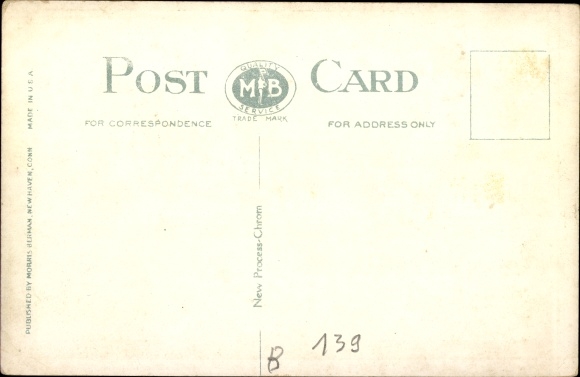 POST CARD
QUALITY
M B
SERVICE
TRADE MARK
FOR CORRESPONDENCE
FOR ADDRESS ONLY
PUBLISHED BY MORRIS BERMAN, NEW HAVEN, CONN. MADE IN U.S.A.
New Process-Chrom
B 139